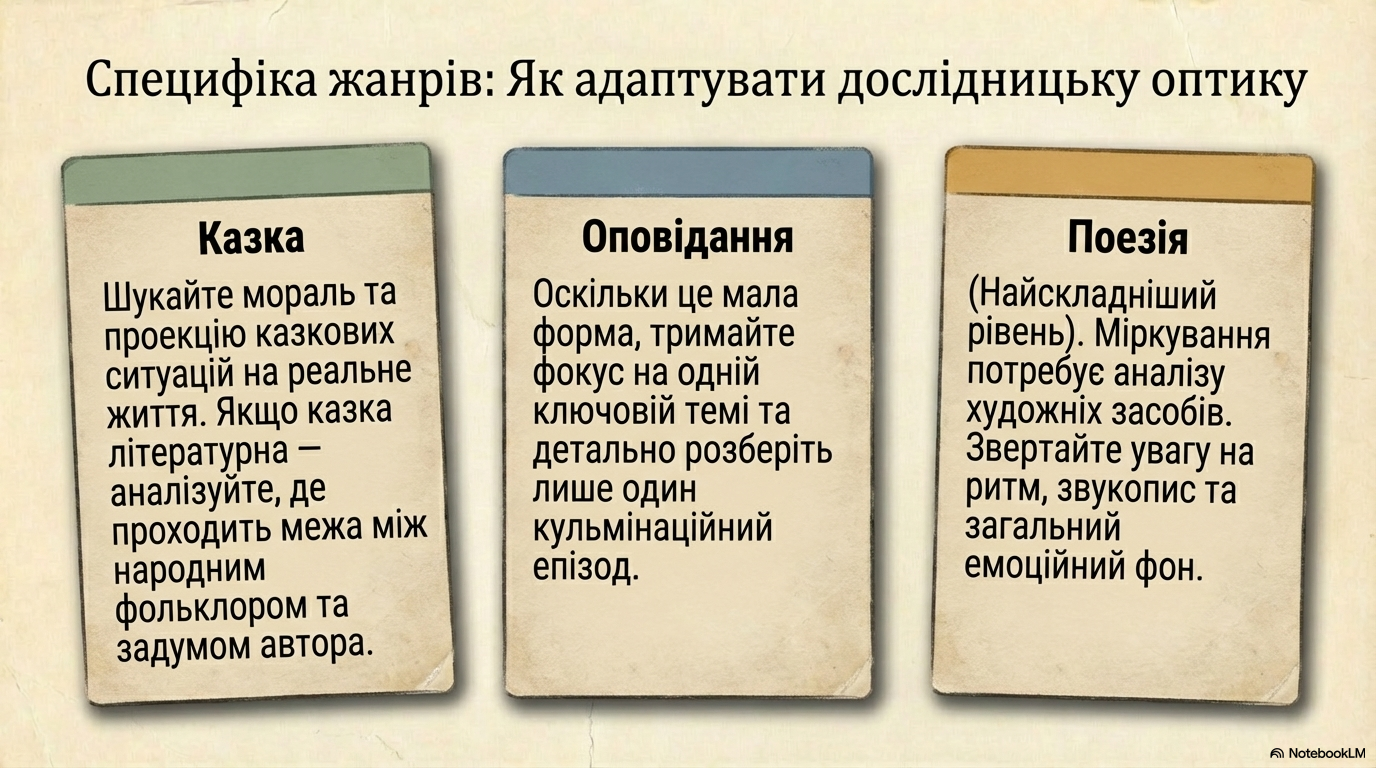 Специфіка жанрів: Як адаптувати дослідницьку оптику
Казка
Шукайте мораль та
проекцію казкових
ситуацій на реальне
життя. Якщо казка
літературна —
аналізуйте, де
проходить межа між
народним
фольклором та
задумом автора.
Оповідання
Оскільки це мала
форма, тримайте
фокус на одній
ключовій темі та
детально розберіть
лише один
кульмінаційний
епізод.
Поезія
(Найскладніший
рівень). Міркування
потребує аналізу
художніх засобів.
Звертайте увагу на
ритм, звукопис та
загальний
емоційний фон.
NotebookLM